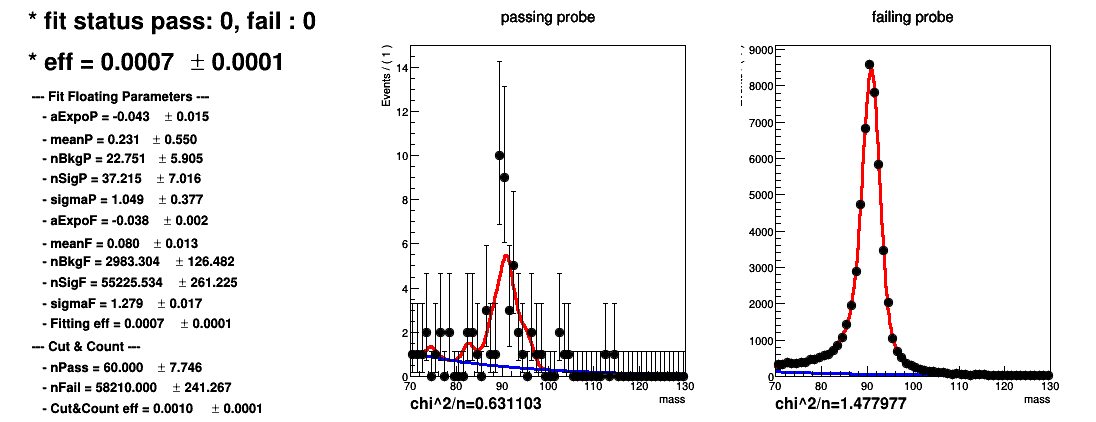 * fit status pass: 0, fail : 0
* eff = 0.0007 ± 0.0001
--- Fit Floating Parameters ---
- aExpoP = -0.043 ± 0.015
- meanP = 0.231 ± 0.550
- nBkgP = 22.751 ± 5.905
- nSigP = 37.215 ± 7.016
- sigmaP = 1.049 ± 0.377
- aExpoF = -0.038 ± 0.002
- meanF = 0.080 ± 0.013
- nBkgF = 2983.304 ± 126.482
- nSigF = 55225.534 ± 261.225
- sigmaF = 1.279 ± 0.017
- Fitting eff = 0.0007 ± 0.0001
--- Cut & Count ---
- nPass = 60.000 ± 7.746
- nFail = 58210.000 ± 241.267
- Cut&Count eff = 0.0010 ± 0.0001
passing probe
Events / ( 1 )
14
12
10
8
6
4
2
0
70 80 90 100 110 120 130
mass
chi^2/n=0.631103
failing probe
9000
8000
7000
6000
5000
4000
3000
2000
1000
0
70 80 90 100 110 120 130
mass
chi^2/n=1.477977